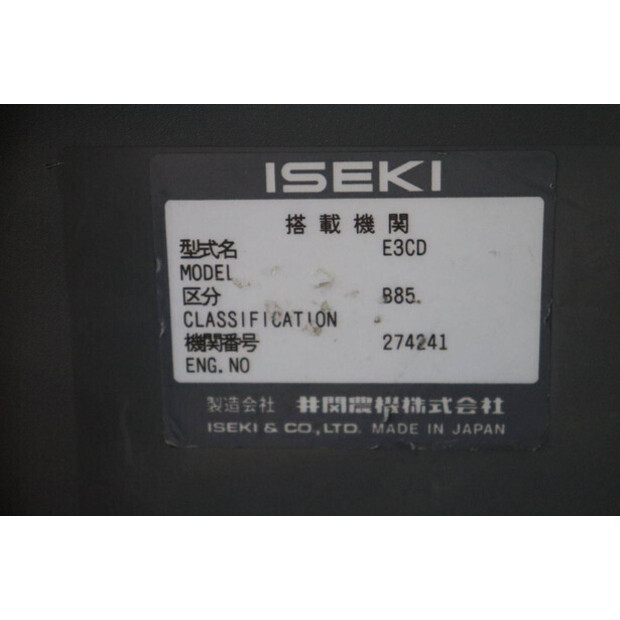 ISEKI
搭載機関
型式名 E3CD
MODEL
区分 B85
CLASSIFICATION
機関番号 274241
ENG.NO
製造会社 井関農機株式会社
ISEKI & CO., LTD. MADE IN JAPAN